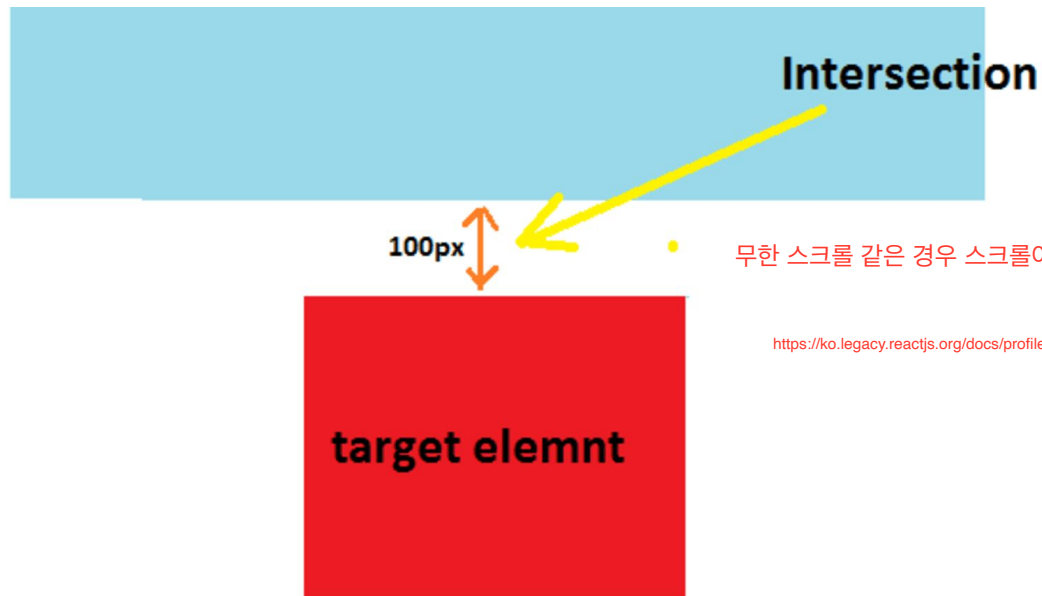 Intersection
100px
무한 스크롤 같은 경우 스크롤이
https://ko.legacy.reactjs.org/docs/profile
target elemnt